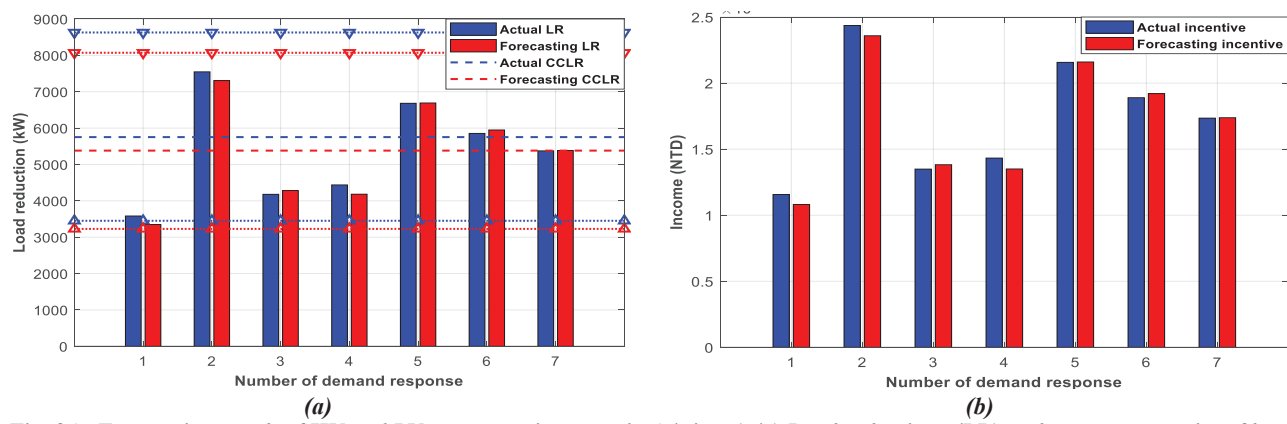 9000
8000
7000
6000
5000
4000
3000
2000
1000
0
Load reduction (kW)
Actual LR
Forecasting LR
Actual CCLR
Forecasting CCLR
1 2 3 4 5 6 7
Number of demand response
(a)
2.5
2
1.5
1
0.5
0
Income (NTD)
Actual incentive
Forecasting incentive
1 2 3 4 5 6 7
Number of demand response
(b)